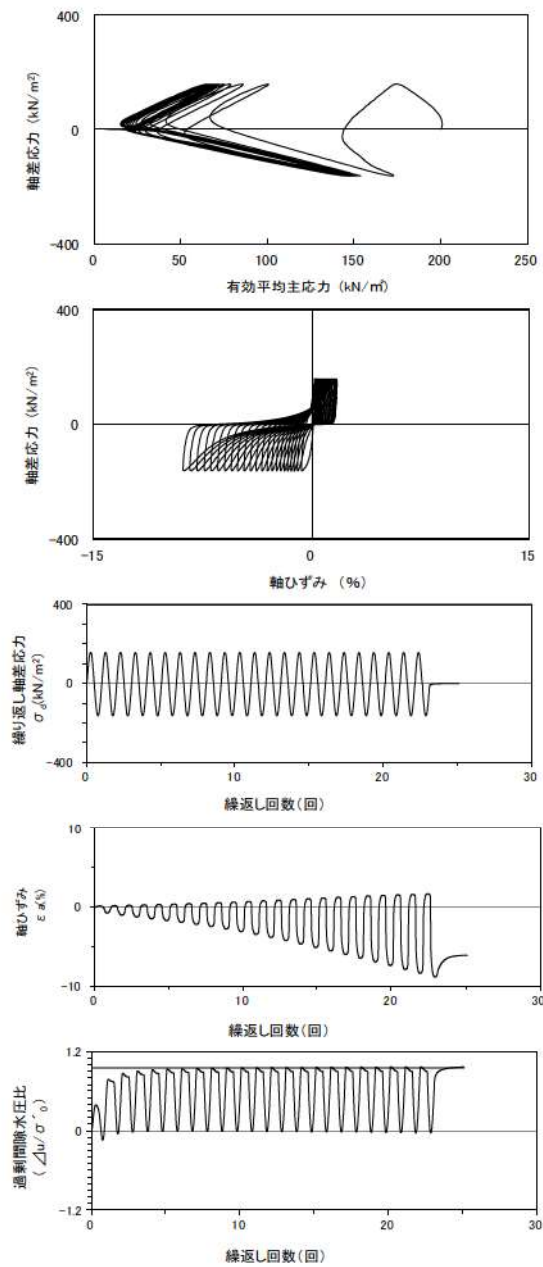 400
0
-400
軸差応力 (kN/m²)
0 50 100 150 200 250
有効平均主応力 (kN/㎡)
400
0
-400
軸差応力 (kN/m²)
-15 0 15
軸ひずみ (%)
400
0
-400
繰り返し軸差応力
σd(kN/m²)
0 10 20 30
繰返し回数(回)
10
0
-10
軸ひずみ
εa(%)
0 10 20 30
繰返し回数(回)
1.2
0
-1.2
過剰間隙水圧比
(⊿u/σ´0)
0 10 20 30
繰返し回数(回)